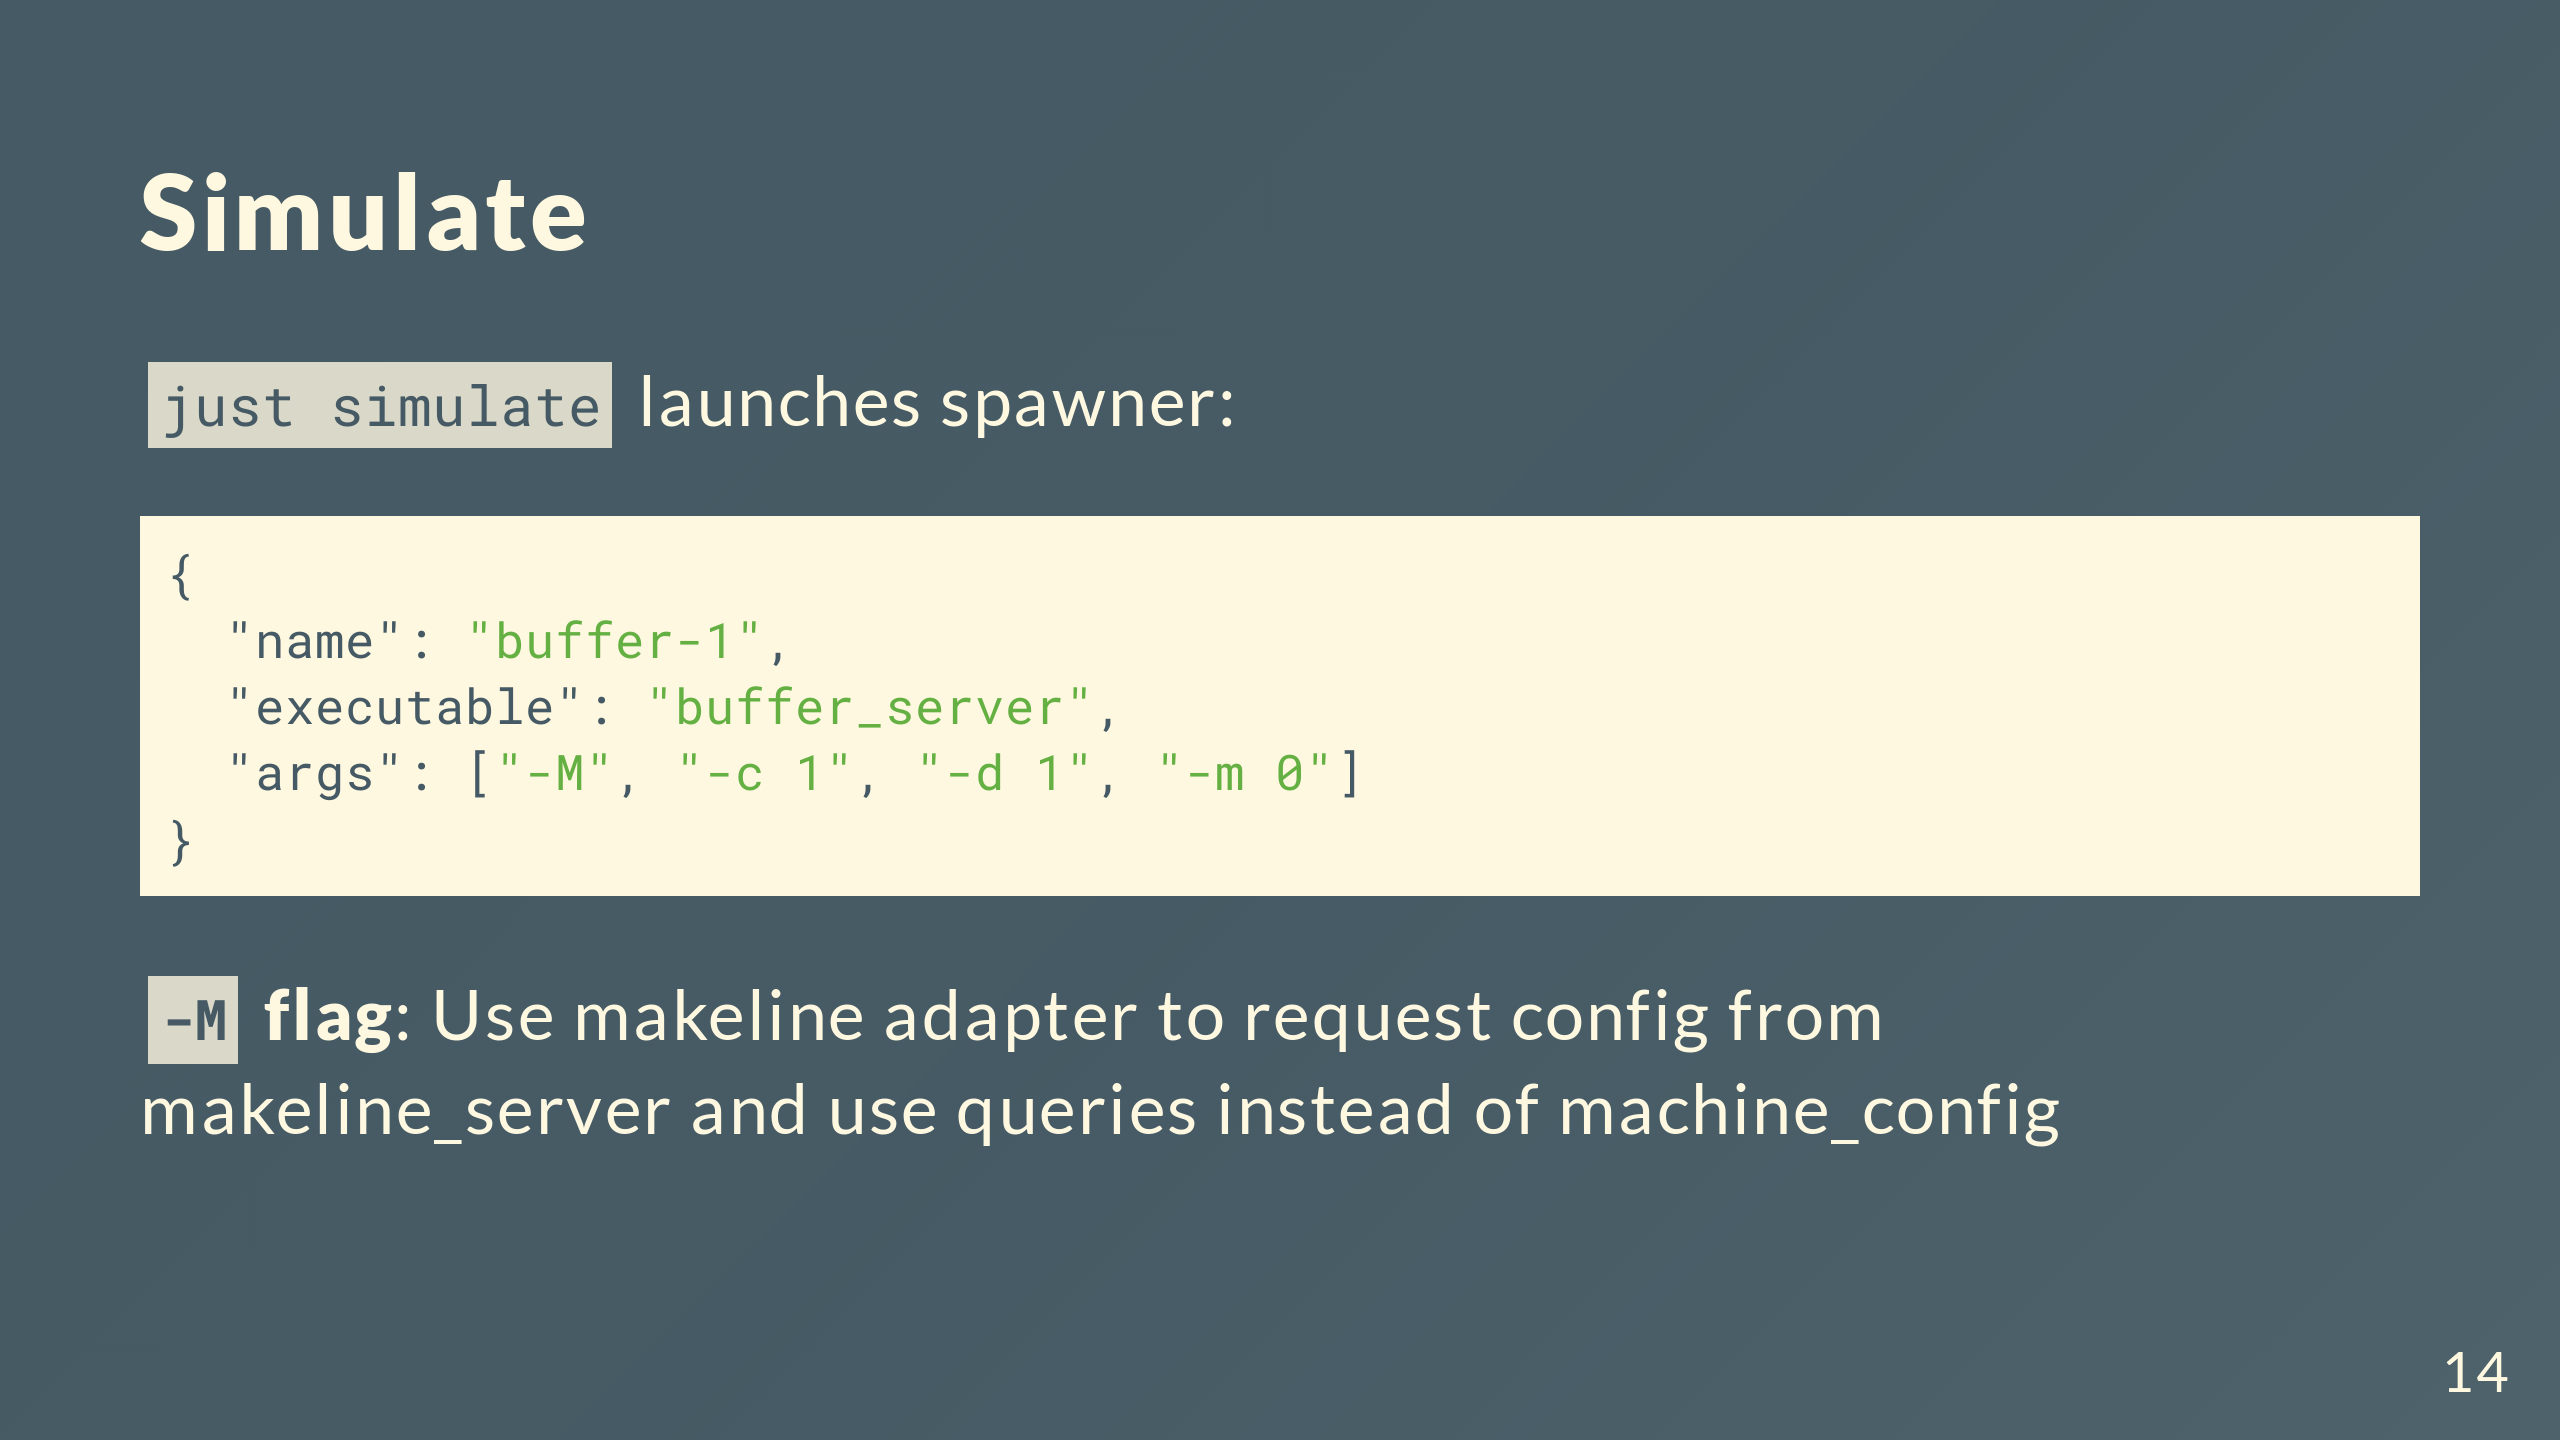 Simulate
just simulate launches spawner:
{
  "name": "buffer-1",
  "executable": "buffer_server",
  "args": ["-M", "-c 1", "-d 1", "-m 0"]
}
-M flag: Use makeline adapter to request config from
makeline_server and use queries instead of machine_config
14